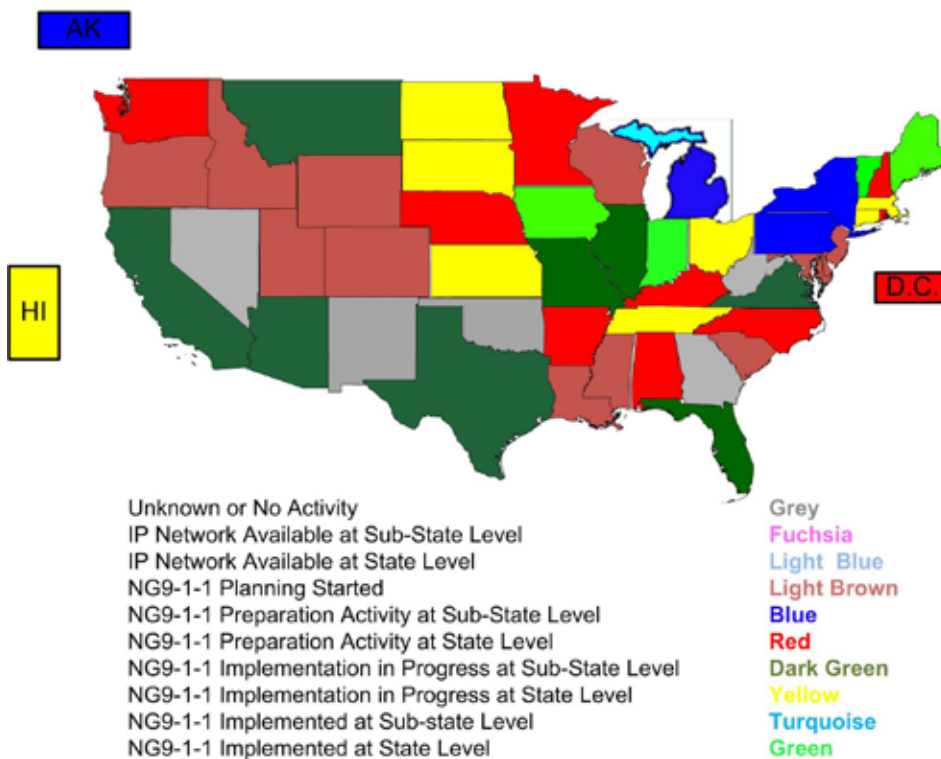 AK
HI
D.C.
Unknown or No Activity Grey
IP Network Available at Sub-State Level Fuchsia
IP Network Available at State Level Light Blue
NG9-1-1 Planning Started Light Brown
NG9-1-1 Preparation Activity at Sub-State Level Blue
NG9-1-1 Preparation Activity at State Level Red
NG9-1-1 Implementation in Progress at Sub-State Level Dark Green
NG9-1-1 Implementation in Progress at State Level Yellow
NG9-1-1 Implemented at Sub-state Level Turquoise
NG9-1-1 Implemented at State Level Green